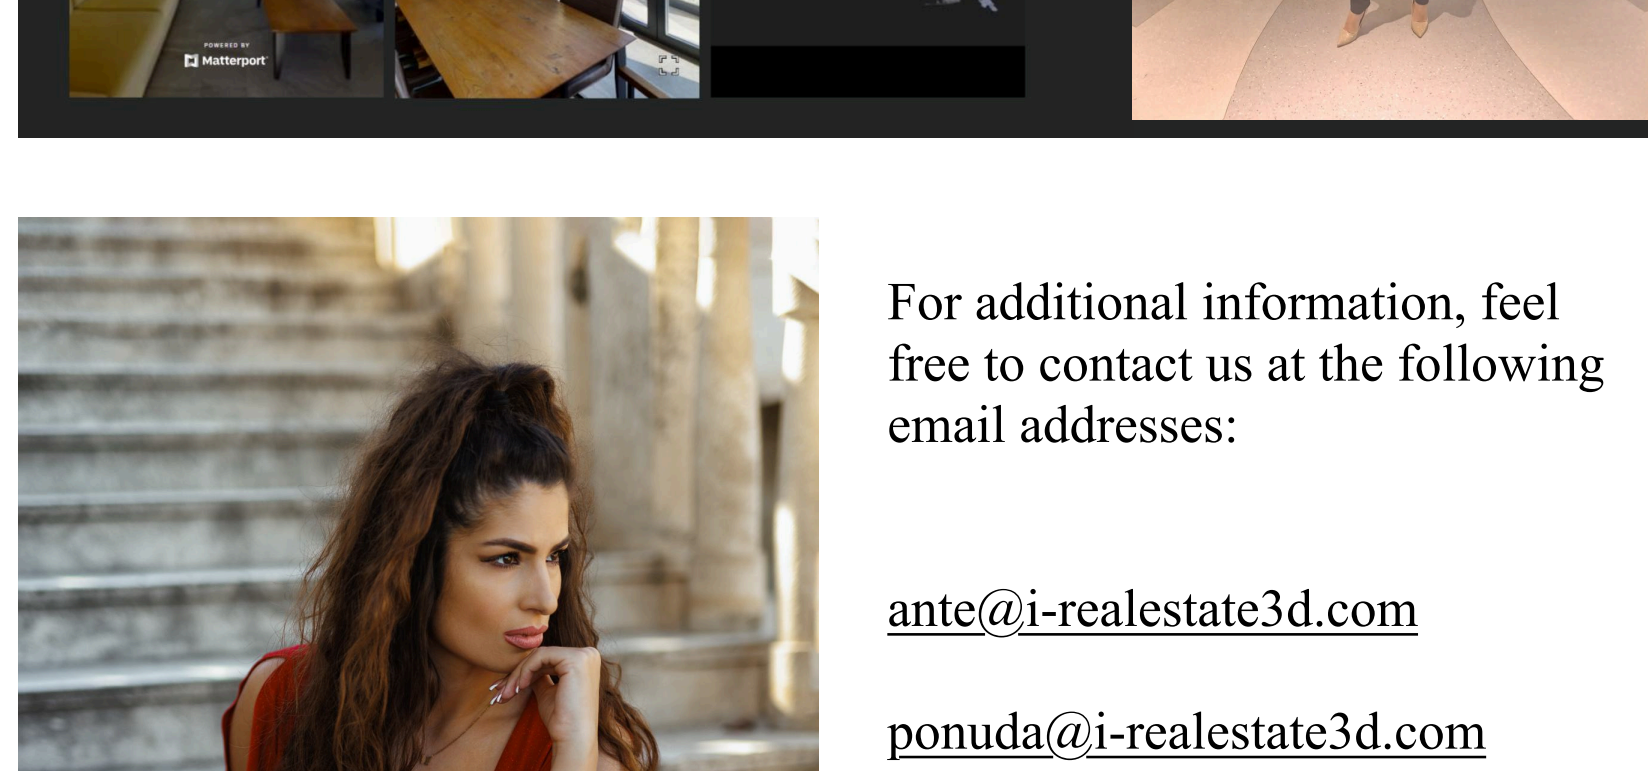 POWERED BY
Matterport
For additional information, feel
free to contact us at the following
email addresses:
ante@i-realestate3d.com
ponuda@i-realestate3d.com